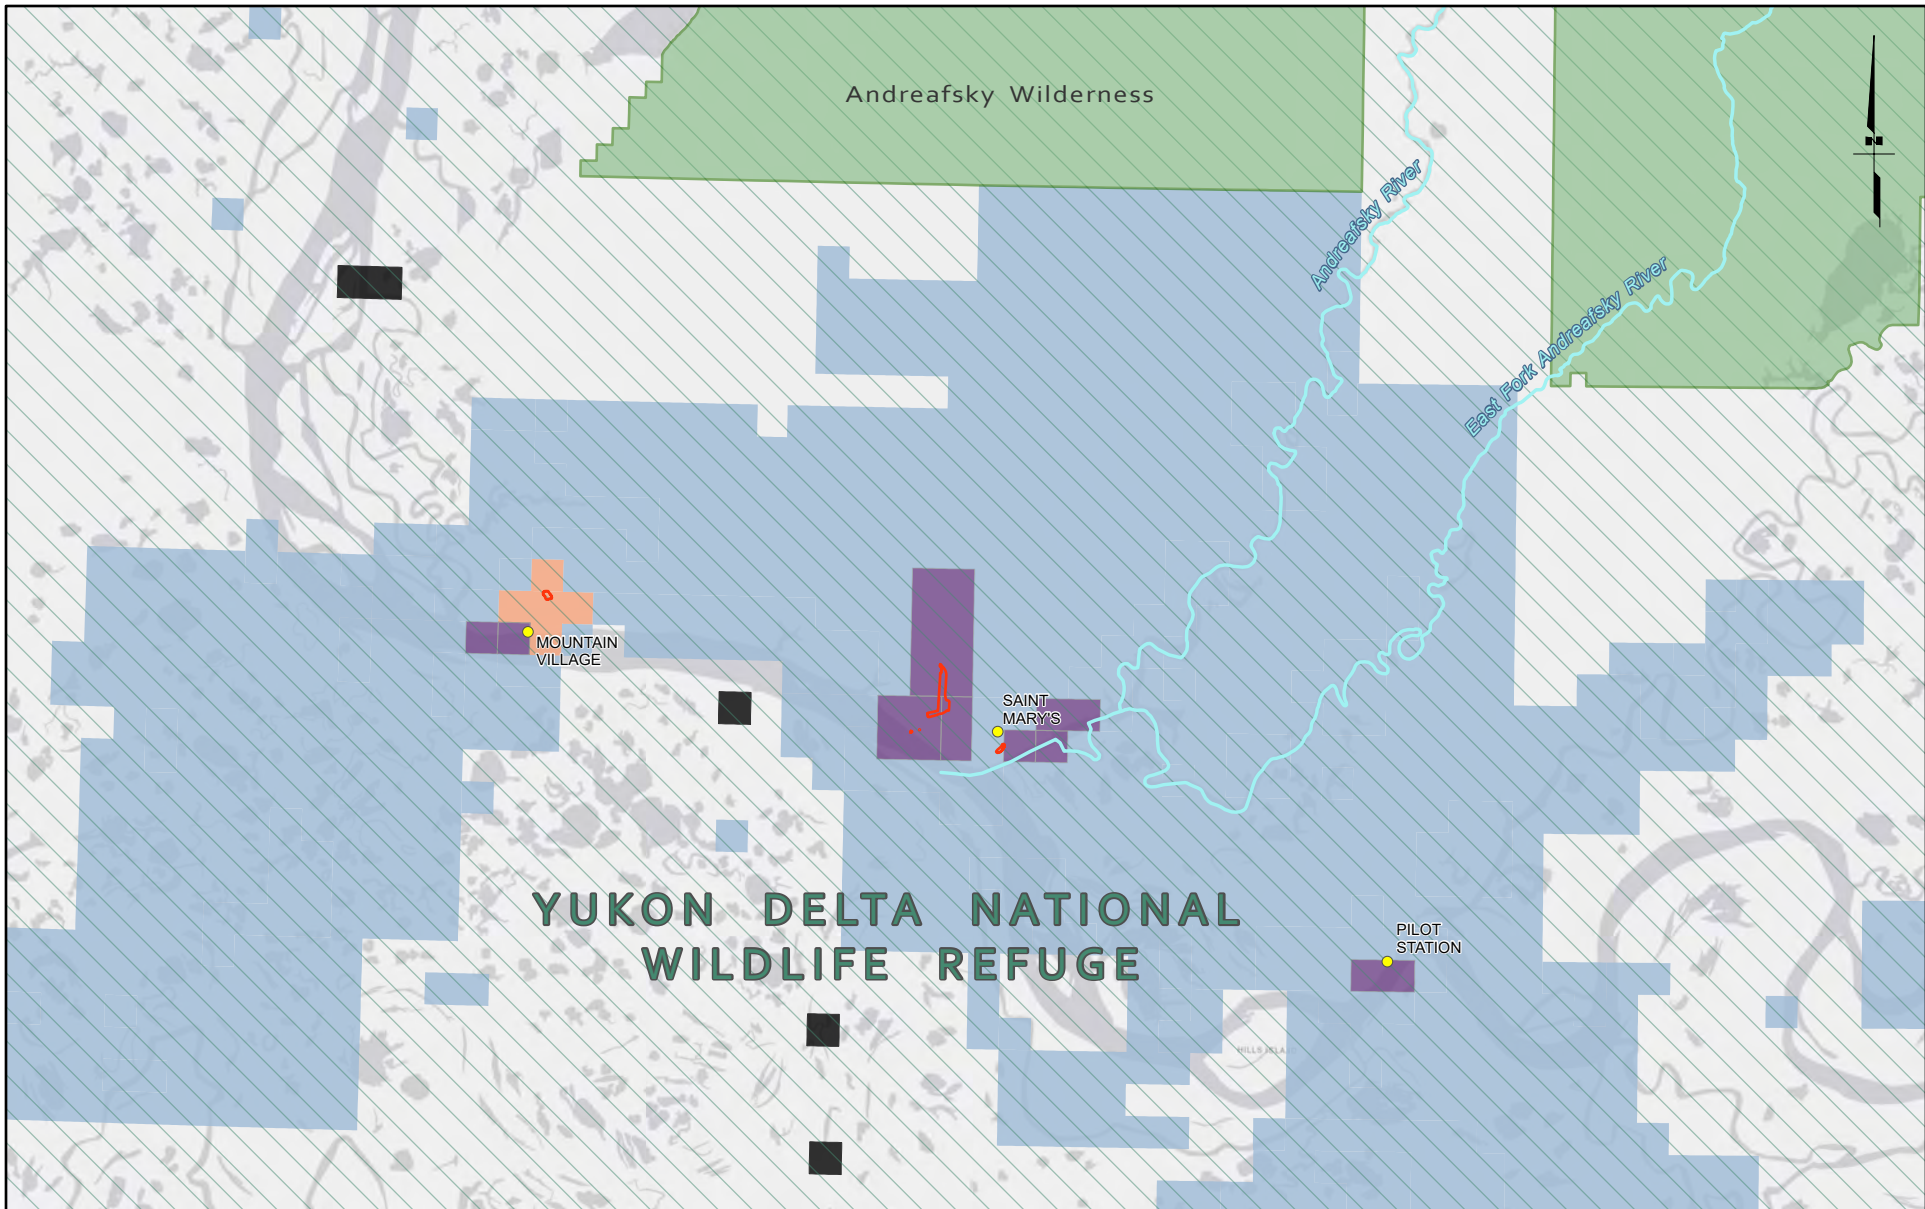 Andreafsky Wilderness
Andreafsky River
East Fork Andreafsky River
MOUNTAIN
VILLAGE
SAINT
MARY'S
YUKON DELTA NATIONAL
WILDLIFE REFUGE
PILOT
STATION